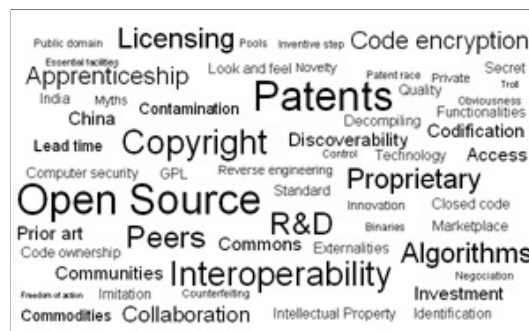 Public domain Licensing Pools Inventive step Code encryption
Essential facilities
Apprenticeship Look and feel Novelty Patent race Private Secret
Troll
India Myths Contamination Patents Quality Obviousness
China Decompiling Functionalities
Lead time Copyright Discoverability Codification
Control Technology Access
Computer security GPL Reverse engineering Proprietary
Open Source Standard Innovation Closed code
Prior art Peers R&D Binaries Marketplace
Code ownership Commons Externalities Algorithms
Communities Interoperability Negociation
Freedom of action Imitation Counterfeiting Investment
Commodities Collaboration Intellectual Property Identification